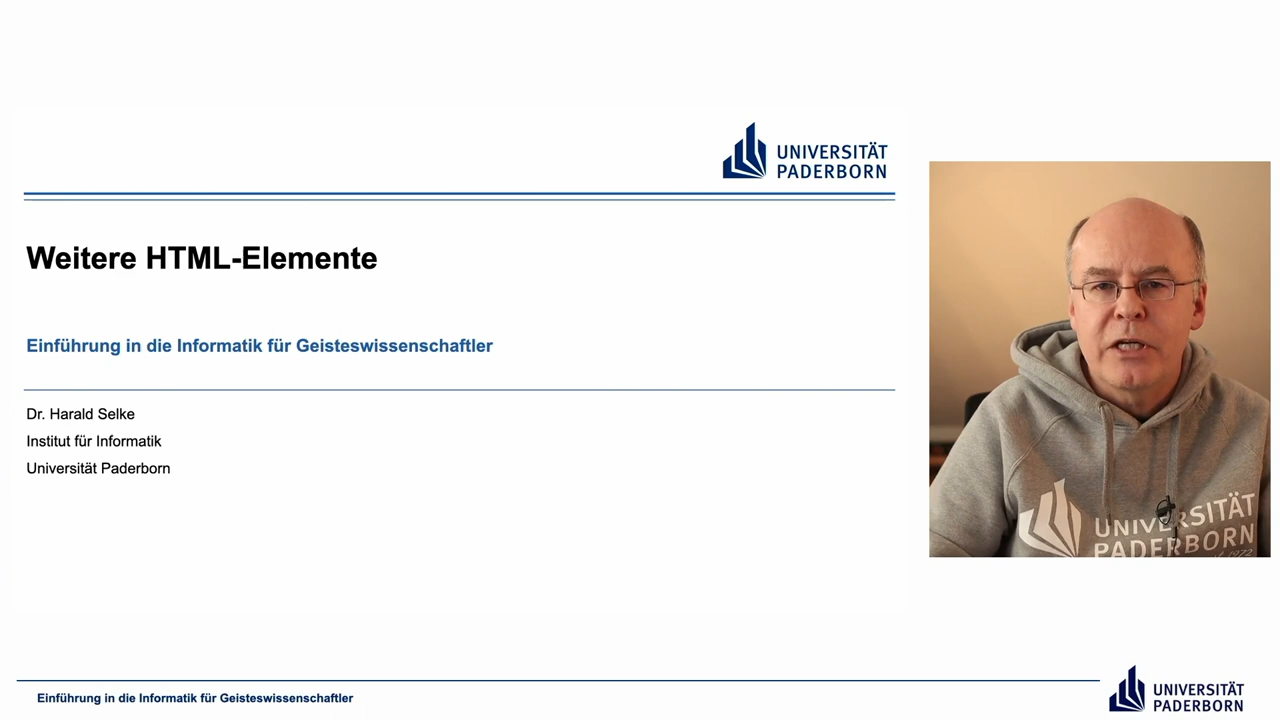 UNIVERSITÄT
PADERBORN
Weitere HTML-Elemente
Einführung in die Informatik für Geisteswissenschaftler
Dr. Harald Selke
Institut für Informatik
Universität Paderborn
UNIVERSITÄT
PADERBORN
1972
Einführung in die Informatik für Geisteswissenschaftler
UNIVERSITÄT
PADERBORN